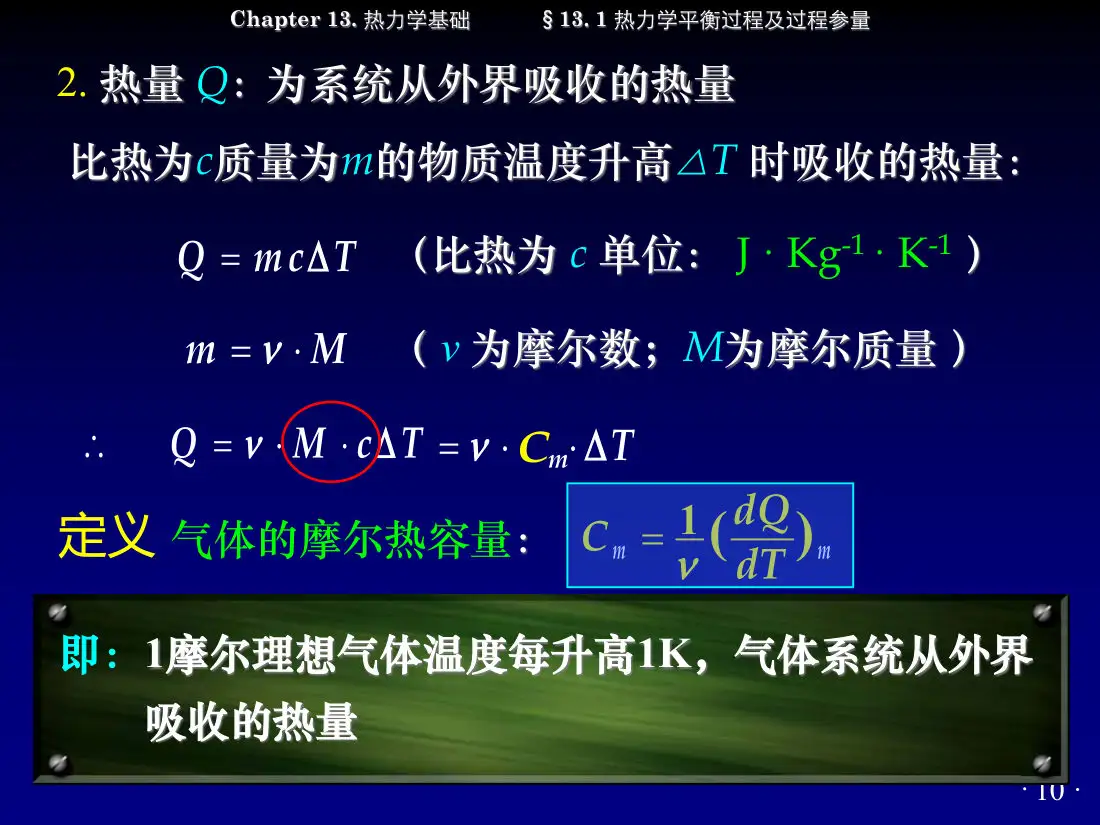 Chapter 13. 热力学基础 §13. 1 热力学平衡过程及过程参量
2. 热量 Q：为系统从外界吸收的热量
比热为c质量为m的物质温度升高△T 时吸收的热量：
Q = mcΔT （比热为 c 单位： J · Kg⁻¹ · K⁻¹ ）
m = ν · M （ ν 为摩尔数；M为摩尔质量 ）
∴ Q = ν · M · cΔT = ν · Cₘ · ΔT
定义 气体的摩尔热容量： Cₘ = 1/ν (dQ/dT)ₘ
即：1摩尔理想气体温度每升高1K，气体系统从外界
吸收的热量
· 10 ·